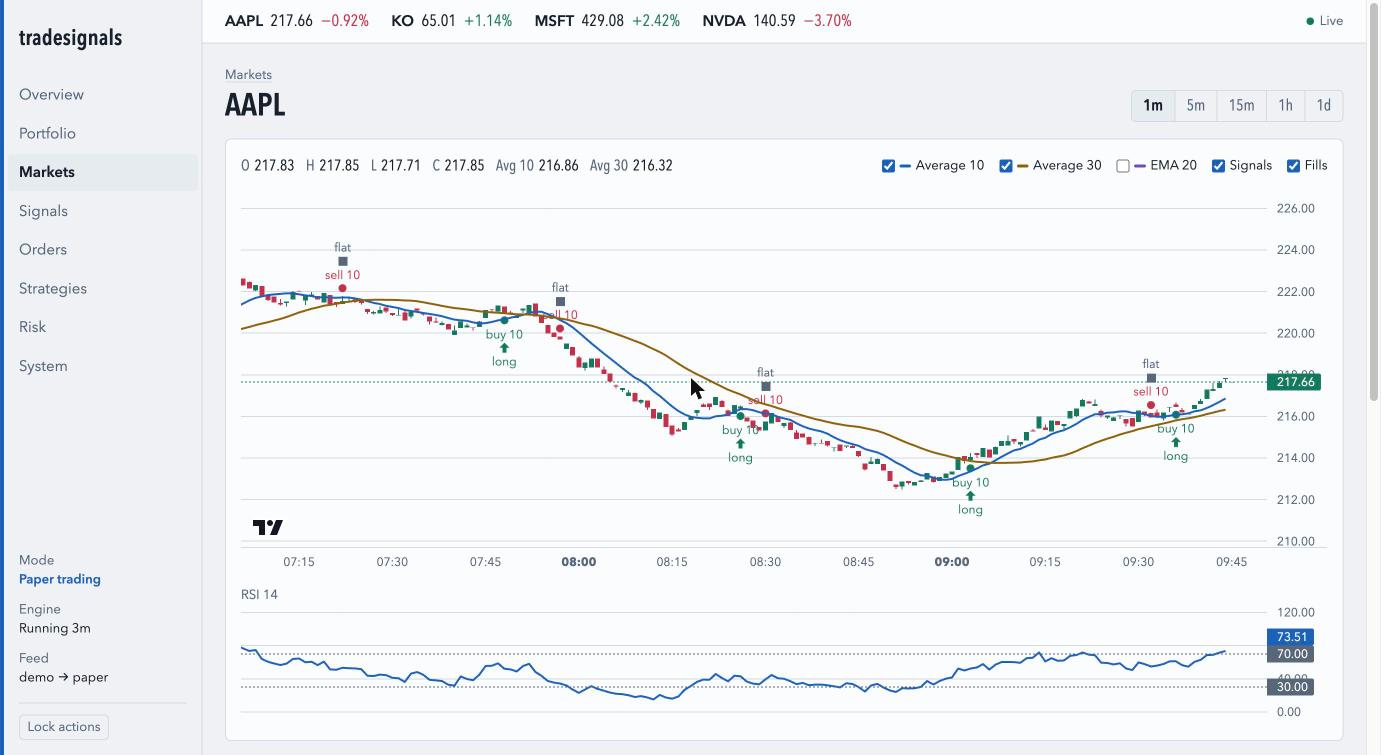 tradesignals
Overview
Portfolio
Markets
Signals
Orders
Strategies
Risk
System
Mode
Paper trading
Engine
Running 3m
Feed
demo → paper
Lock actions
AAPL 217.66 −0.92% KO 65.01 +1.14% MSFT 429.08 +2.42% NVDA 140.59 −3.70%
Live
Markets
AAPL
1m 5m 15m 1h 1d
O 217.83 H 217.85 L 217.71 C 217.85 Avg 10 216.86 Avg 30 216.32
Average 10 Average 30 EMA 20 Signals Fills
226.00
224.00
222.00
220.00
218.00
217.66
216.00
214.00
212.00
210.00
flat
sell 10
buy 10
long
flat
sell 10
buy 10
long
flat
sell 10
buy 10
long
flat
sell 10
buy 10
long
07:15 07:30 07:45 08:00 08:15 08:30 08:45 09:00 09:15 09:30 09:45
RSI 14
120.00
73.51
70.00
40.00
30.00
0.00